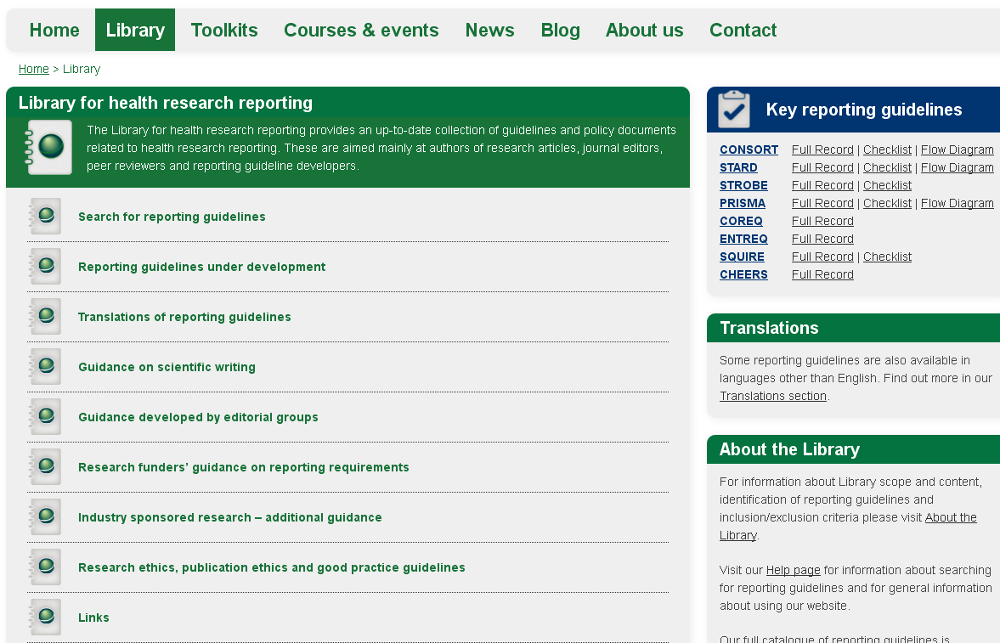 Home Library Toolkits Courses & events News Blog About us Contact
Home > Library
Library for health research reporting
The Library for health research reporting provides an up-to-date collection of guidelines and policy documents
related to health research reporting. These are aimed mainly at authors of research articles, journal editors,
peer reviewers and reporting guideline developers.
Search for reporting guidelines
Reporting guidelines under development
Translations of reporting guidelines
Guidance on scientific writing
Guidance developed by editorial groups
Research funders’ guidance on reporting requirements
Industry sponsored research – additional guidance
Research ethics, publication ethics and good practice guidelines
Links
Key reporting guidelines
CONSORT Full Record | Checklist | Flow Diagram
STARD Full Record | Checklist | Flow Diagram
STROBE Full Record | Checklist
PRISMA Full Record | Checklist | Flow Diagram
COREQ Full Record
ENTREQ Full Record
SQUIRE Full Record | Checklist
CHEERS Full Record
Translations
Some reporting guidelines are also available in
languages other than English. Find out more in our
Translations section.
About the Library
For information about Library scope and content,
identification of reporting guidelines and
inclusion/exclusion criteria please visit About the
Library.
Visit our Help page for information about searching
for reporting guidelines and for general information
about using our website.
Our full catalogue of reporting guidelines is